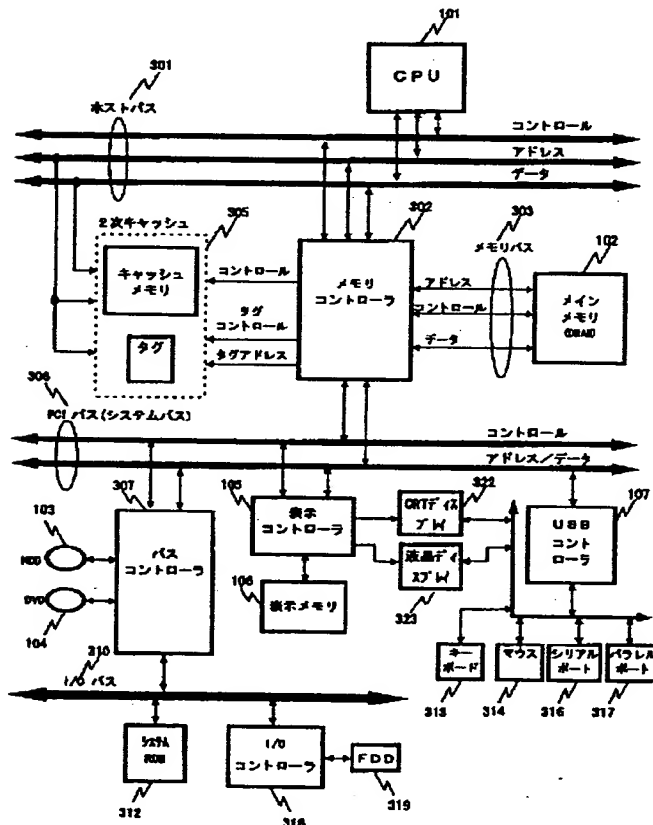 101
CPU
301
ホストバス
コントロール
アドレス
データ
2次キャッシュ
305
302
303
メモリバス
102
キャッシュ
メモリ
コントロール
メモリ
コントローラ
アドレス
コントロール
データ
メイン
メモリ
(DRAM)
タグ
コントロール
タグ
タグアドレス
306
PCI バス(システムバス)
コントロール
アドレス/データ
307
105
322
107
103
HDD
バス
コントローラ
表示
コントローラ
CRTディス
プレイ
USB
コント
ローラ
DVD
104
106
表示メモリ
液晶ディ
スプレイ
323
310
I/O バス
キー
ボード
マウス
シリアル
ポート
パラレル
ポート
313
314
316
317
システム
ROM
I/O
コントローラ
FDD
312
318
319